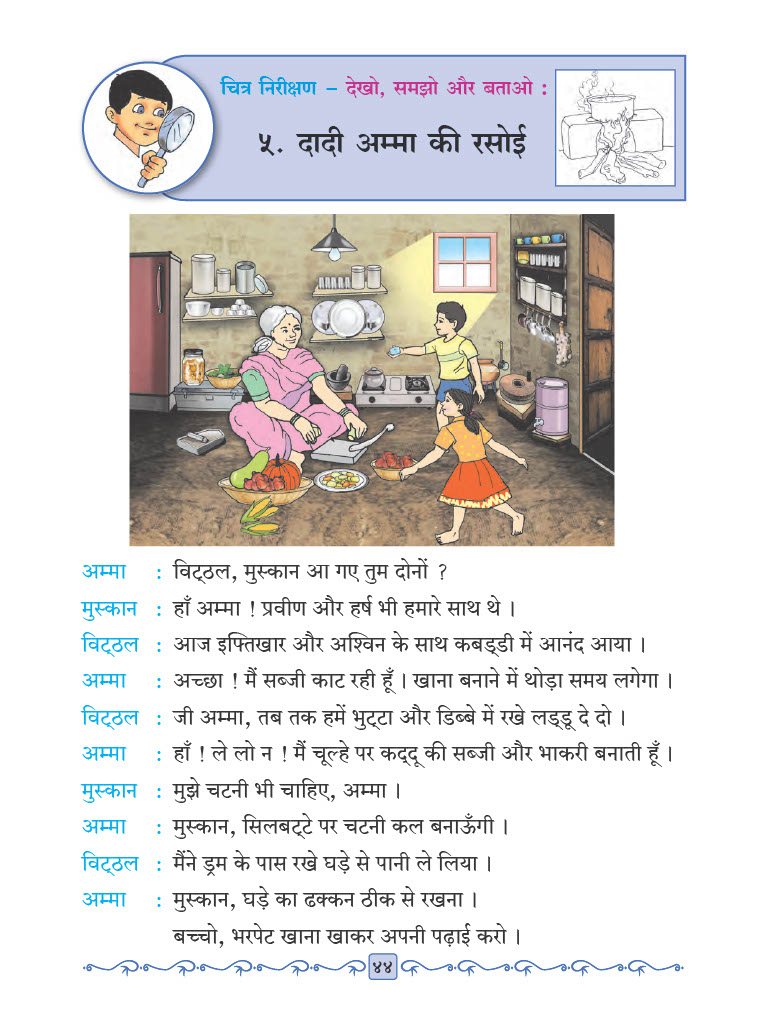 चित्र निरीक्षण – देखो, समझो और बताओ :
५. दादी अम्मा की रसोई
अम्मा : विट्ठल, मुस्कान आ गए तुम दोनों ?
मुस्कान : हाँ अम्मा ! प्रवीण और हर्ष भी हमारे साथ थे ।
विट्ठल : आज इफ्तिखार और अश्विन के साथ कबड्डी में आनंद आया ।
अम्मा : अच्छा ! मैं सब्जी काट रही हूँ । खाना बनाने में थोड़ा समय लगेगा ।
विट्ठल : जी अम्मा, तब तक हमें भुट्टा और डिब्बे में रखे लड्डू दे दो ।
अम्मा : हाँ ! ले लो न ! मैं चूल्हे पर कद्दू की सब्जी और भाकरी बनाती हूँ ।
मुस्कान : मुझे चटनी भी चाहिए, अम्मा ।
अम्मा : मुस्कान, सिलबट्टे पर चटनी कल बनाऊँगी ।
विट्ठल : मैंने ड्रम के पास रखे घड़े से पानी ले लिया ।
अम्मा : मुस्कान, घड़े का ढक्कन ठीक से रखना ।
बच्चो, भरपेट खाना खाकर अपनी पढ़ाई करो ।
४४